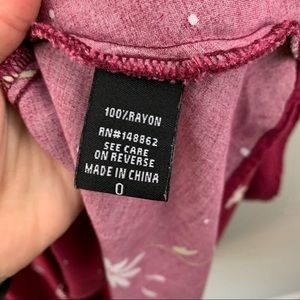 100%RAYON
RN#148862
SEE CARE
ON REVERSE
MADE IN CHINA
0